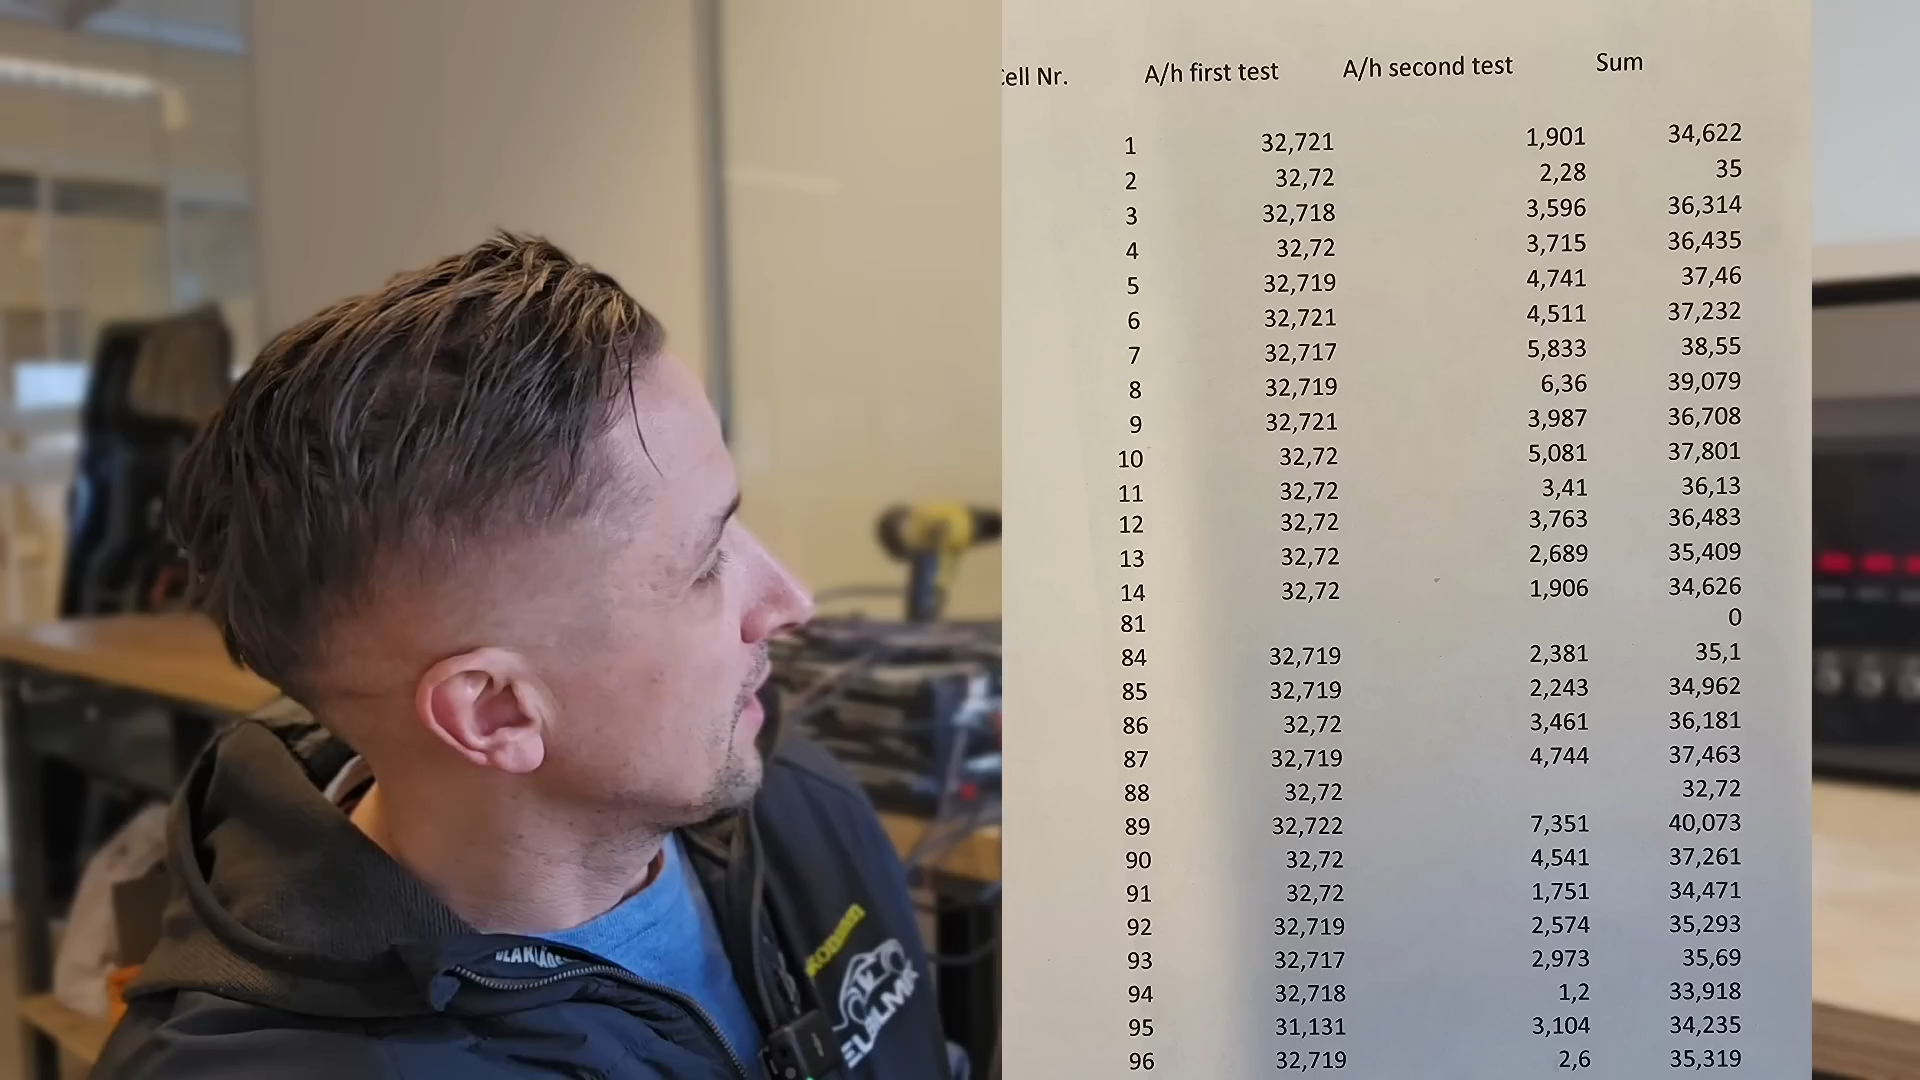 Cell Nr. A/h first test A/h second test Sum
1 32,721 1,901 34,622
2 32,72 2,28 35
3 32,718 3,596 36,314
4 32,72 3,715 36,435
5 32,719 4,741 37,46
6 32,721 4,511 37,232
7 32,717 5,833 38,55
8 32,719 6,36 39,079
9 32,721 3,987 36,708
10 32,72 5,081 37,801
11 32,72 3,41 36,13
12 32,72 3,763 36,483
13 32,72 2,689 35,409
14 32,72 1,906 34,626
81 0
84 32,719 2,381 35,1
85 32,719 2,243 34,962
86 32,72 3,461 36,181
87 32,719 4,744 37,463
88 32,72 32,72
89 32,722 7,351 40,073
90 32,72 4,541 37,261
91 32,72 1,751 34,471
92 32,719 2,574 35,293
93 32,717 2,973 35,69
94 32,718 1,2 33,918
95 31,131 3,104 34,235
96 32,719 2,6 35,319